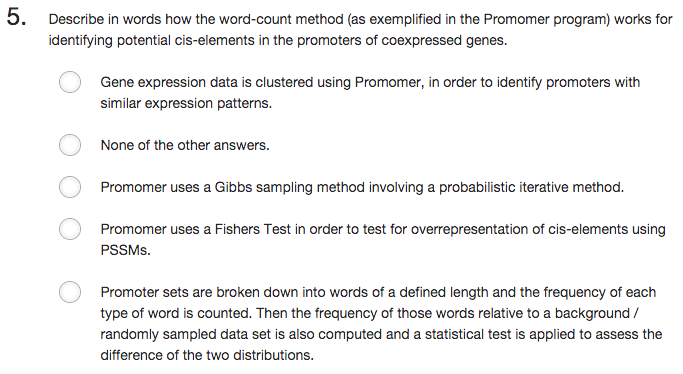 5. Describe in words how the word-count method (as exemplified in the Promomer program) works for
identifying potential cis-elements in the promoters of coexpressed genes.
Gene expression data is clustered using Promomer, in order to identify promoters with
similar expression patterns.
None of the other answers.
Promomer uses a Gibbs sampling method involving a probabilistic iterative method.
Promomer uses a Fishers Test in order to test for overrepresentation of cis-elements using
PSSMs.
Promoter sets are broken down into words of a defined length and the frequency of each
type of word is counted. Then the frequency of those words relative to a background /
randomly sampled data set is also computed and a statistical test is applied to assess the
difference of the two distributions.